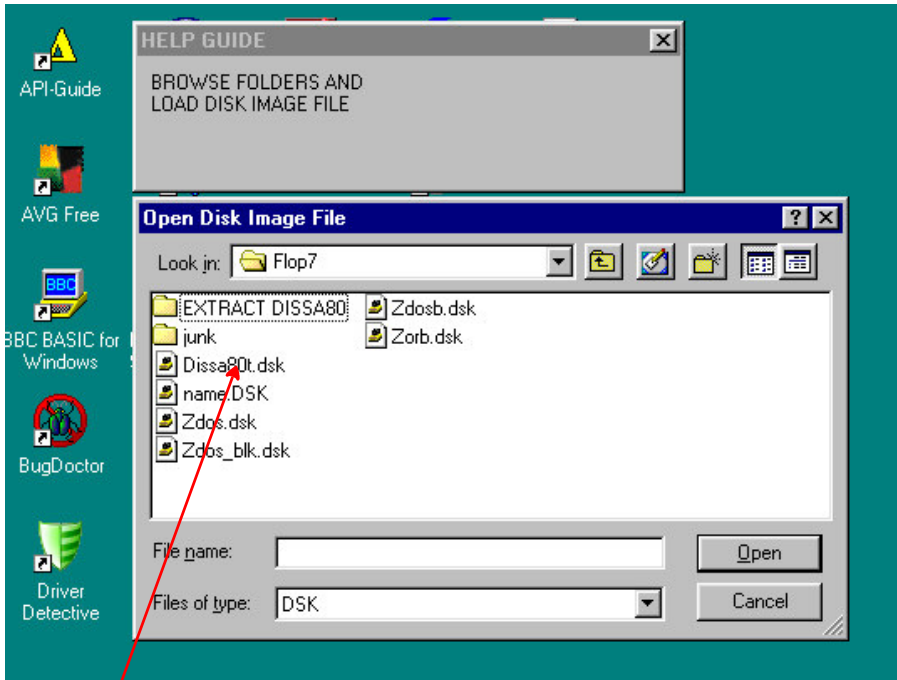 API-Guide
AVG Free
BBC
BBC BASIC for
Windows
BugDoctor
Driver
Detective
HELP GUIDE
BROWSE FOLDERS AND
LOAD DISK IMAGE FILE
Open Disk Image File
Look in: Flop7
EXTRACT DISSA80
junk
Dissa80t.dsk
name.DSK
Zdos.dsk
Zdos_blk.dsk
Zdosb.dsk
Zorb.dsk
File name:
Open
Files of type: DSK
Cancel